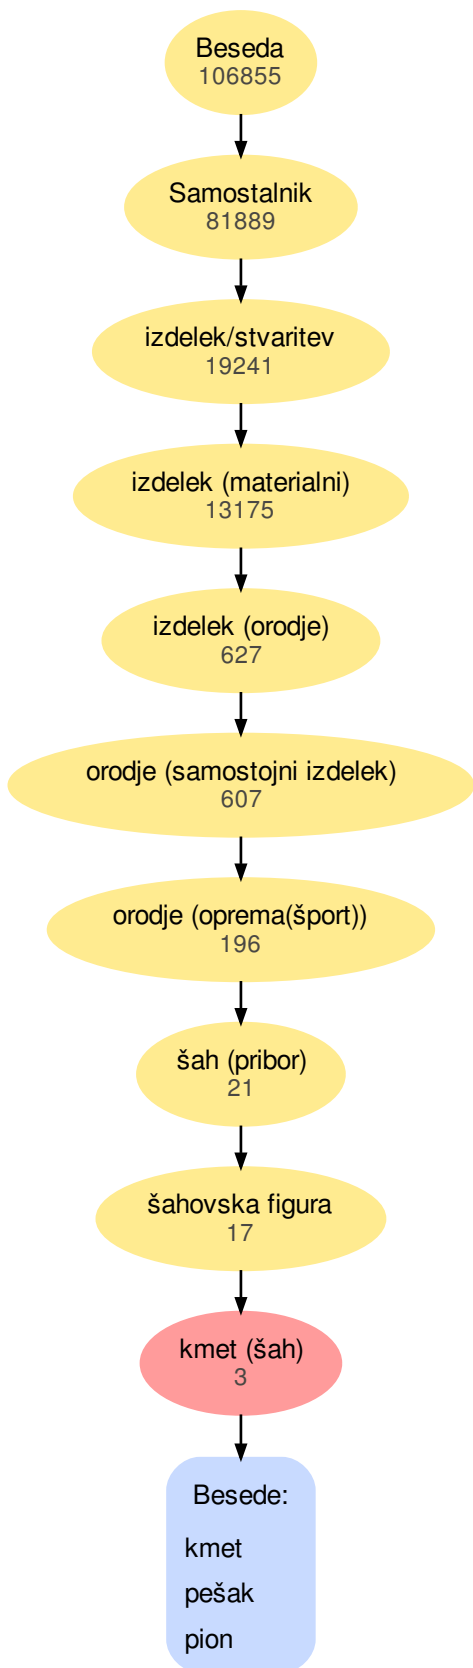 Beseda
106855
Samostalnik
81889
izdelek/stvaritev
19241
izdelek (materialni)
13175
izdelek (orodje)
627
orodje (samostojni izdelek)
607
orodje (oprema(šport))
196
šah (pribor)
21
šahovska figura
17
kmet (šah)
3
Besede:
kmet
pešak
pion